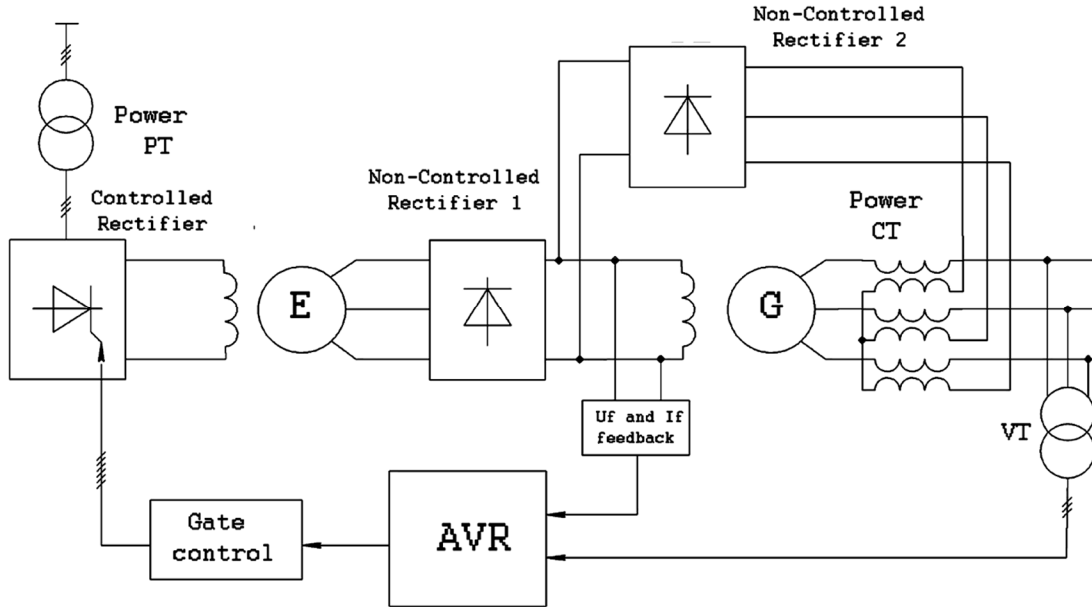 Non-Controlled
Rectifier 2
Power
PT
Non-Controlled
Rectifier 1
Controlled
Rectifier
Power
CT
E
G
Uf and If
feedback
VT
Gate
control
AVR